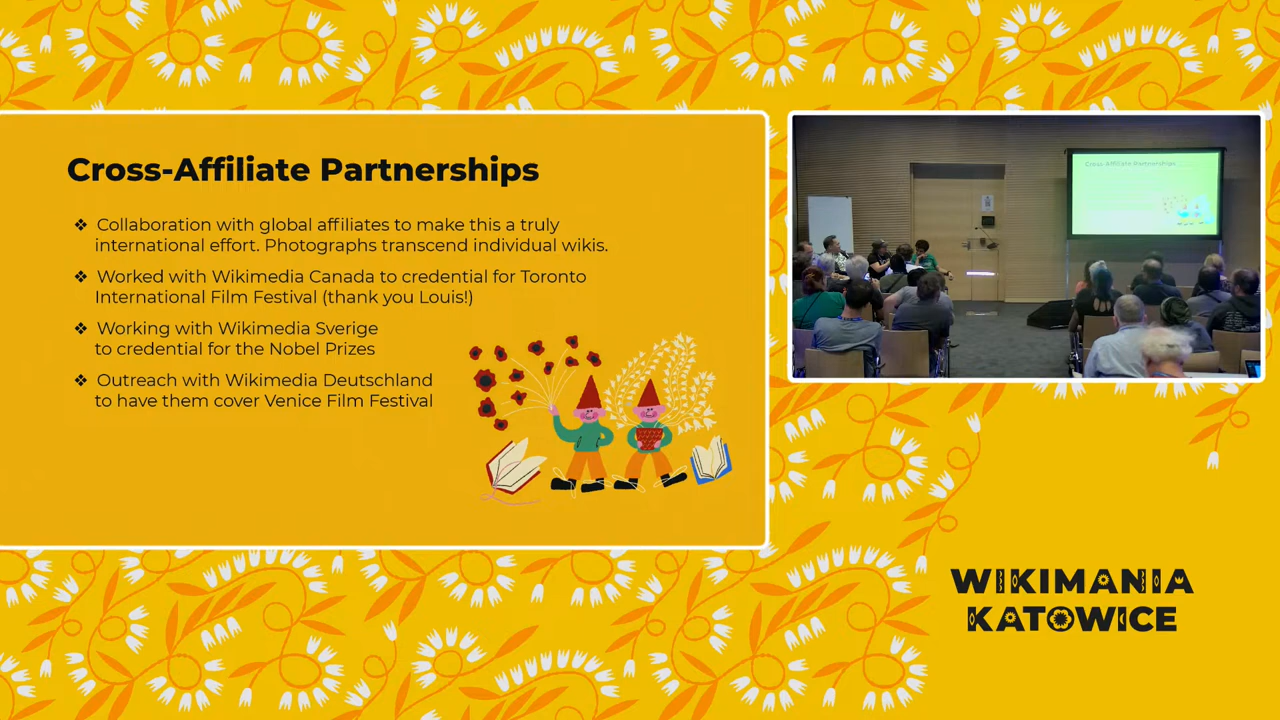 Cross-Affiliate Partnerships
❖ Collaboration with global affiliates to make this a truly
international effort. Photographs transcend individual wikis.
❖ Worked with Wikimedia Canada to credential for Toronto
International Film Festival (thank you Louis!)
❖ Working with Wikimedia Sverige
to credential for the Nobel Prizes
❖ Outreach with Wikimedia Deutschland
to have them cover Venice Film Festival
Cross-Affiliate Partnerships
WIKIMANIA
KATOWICE